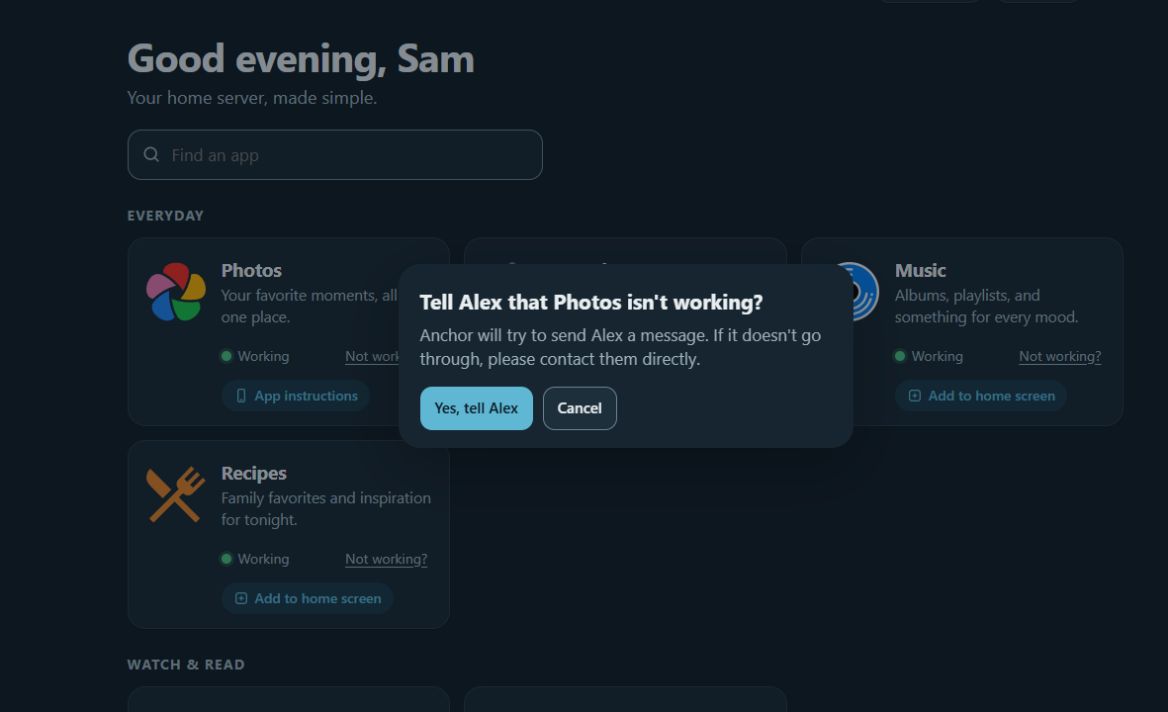 Good evening, Sam
Your home server, made simple.
Find an app
EVERYDAY
Photos
Your favorite moments, all
one place.
Working
Not work
App instructions
Music
Albums, playlists, and
something for every mood.
Working
Not working?
Add to home screen
Tell Alex that Photos isn't working?
Anchor will try to send Alex a message. If it doesn't go
through, please contact them directly.
Yes, tell Alex
Cancel
Recipes
Family favorites and inspiration
for tonight.
Working
Not working?
Add to home screen
WATCH & READ